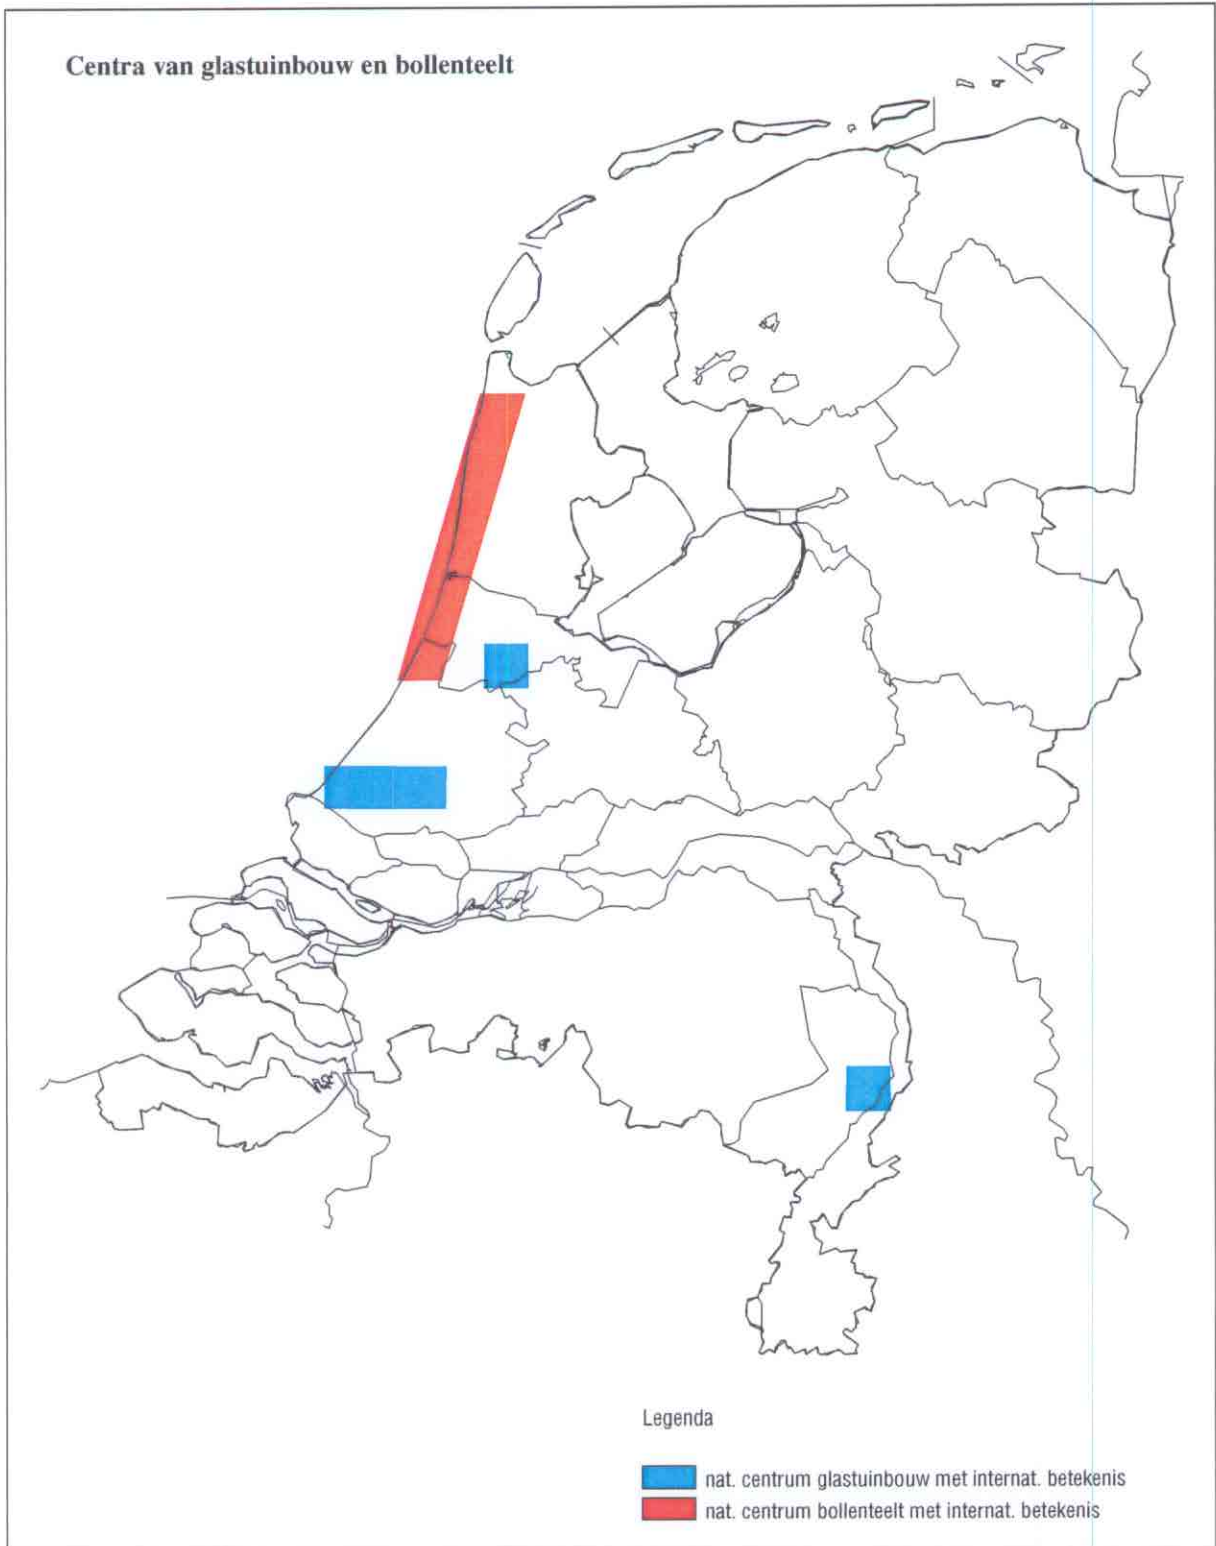 Centra van glastuinbouw en bollenteelt
Legenda
nat. centrum glastuinbouw met internat. betekenis
nat. centrum bollenteelt met internat. betekenis